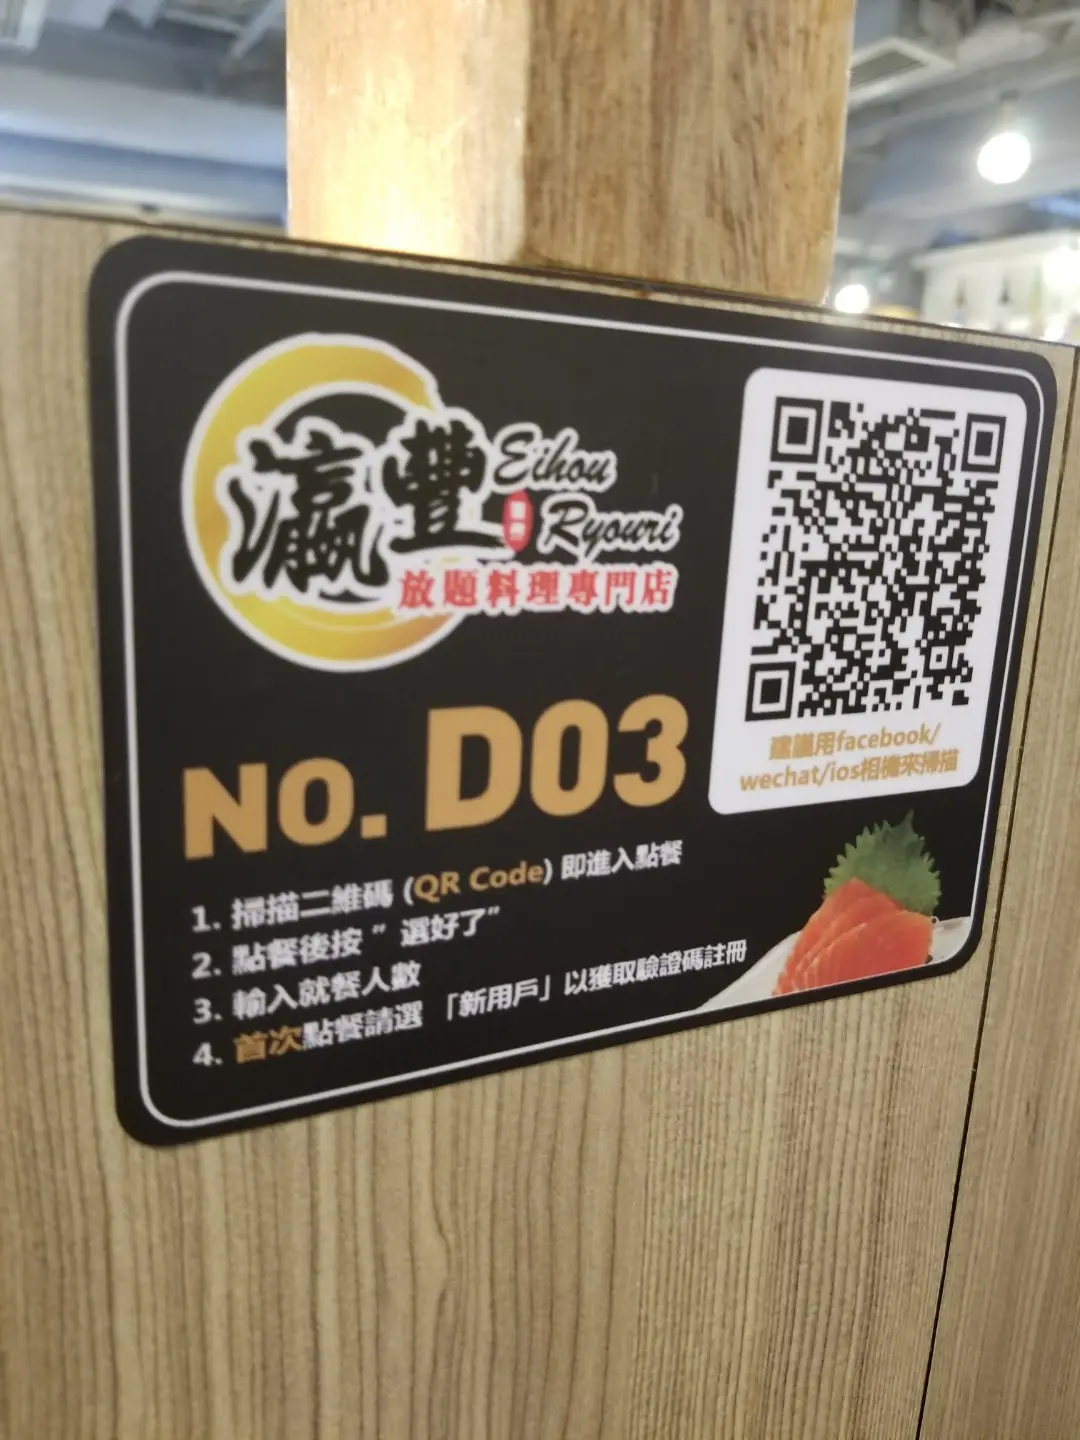 瀛豐
Eihou
Ryouri
放題料理專門店
NO. D03
1. 掃描二維碼 (QR Code) 即進入點餐
2. 點餐後按 ” 選好了”
3. 輸入就餐人數
4. 首次點餐請選 「新用戶」以獲取驗證碼註冊
建議用facebook/
wechat/ios相機來掃描